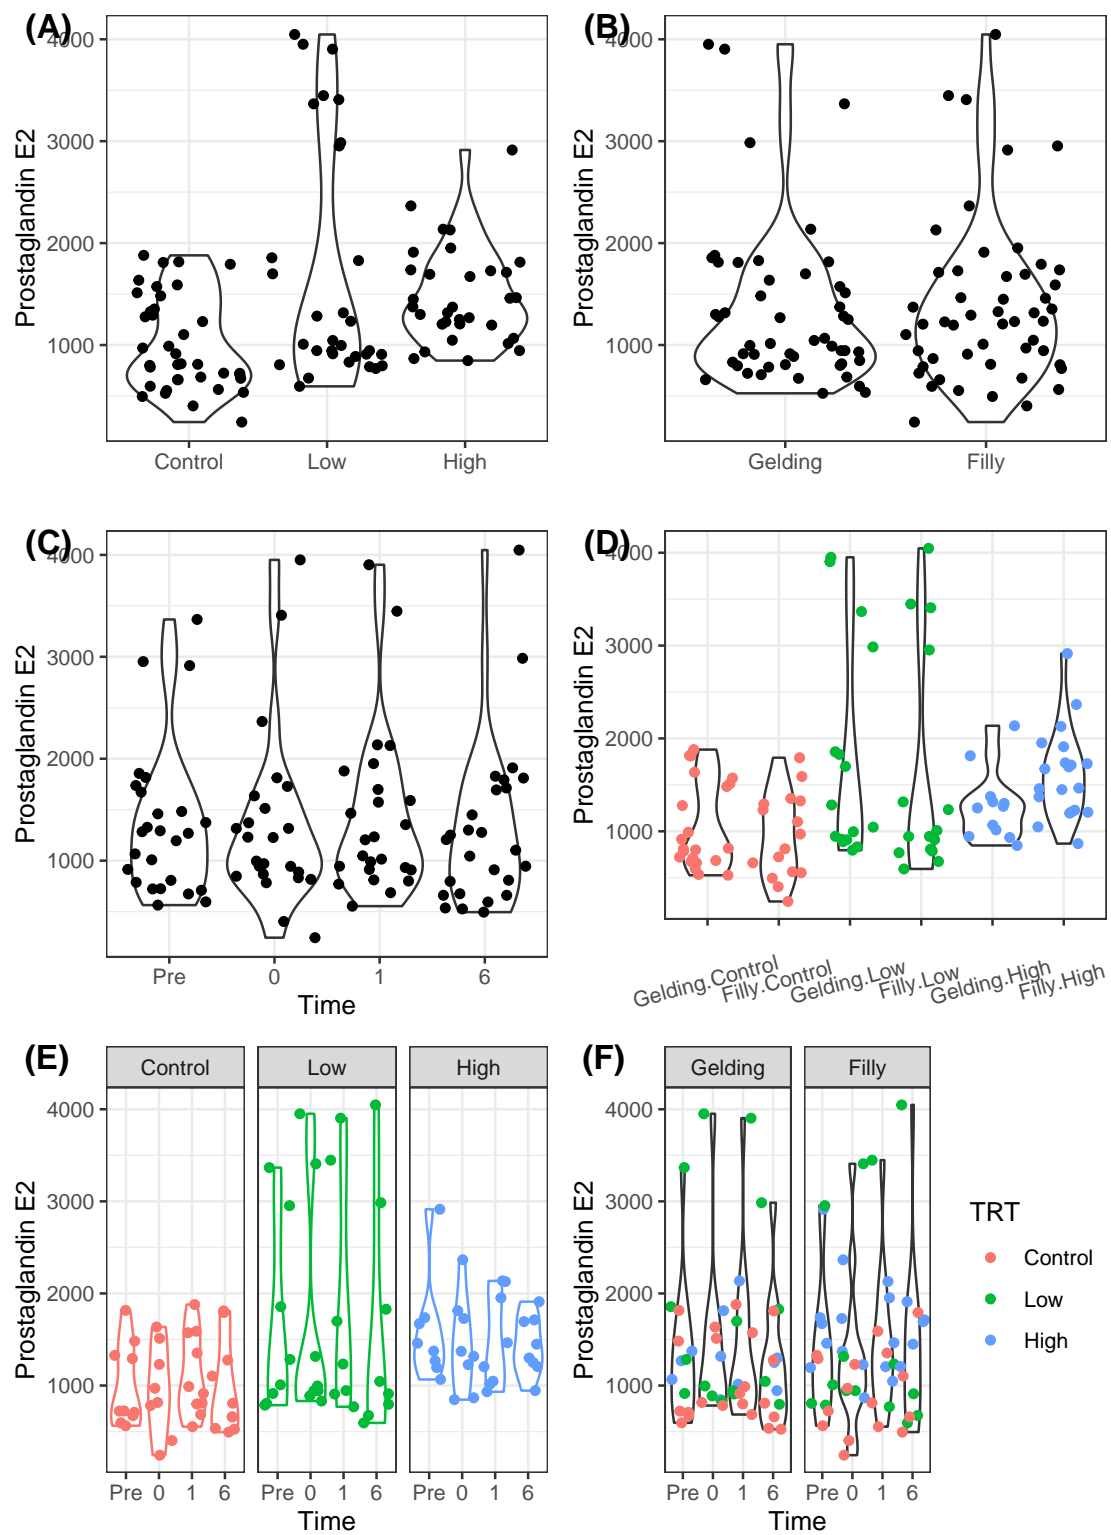 (A)
4000
3000
2000
1000
Prostaglandin E2
Control Low High
(B)
4000
3000
2000
1000
Prostaglandin E2
Gelding Filly
(C)
4000
3000
2000
1000
Prostaglandin E2
Pre 0 1 6
Time
(D)
4000
3000
2000
1000
Prostaglandin E2
Gelding.Control Filly.Control Gelding.Low Filly.Low Gelding.High Filly.High
(E)
Control Low High
4000
3000
2000
1000
Prostaglandin E2
Pre 0 1 6 Pre 0 1 6 Pre 0 1 6
Time
(F)
Gelding Filly
4000
3000
2000
1000
Prostaglandin E2
Pre 0 1 6 Pre 0 1 6
Time
TRT
Control
Low
High